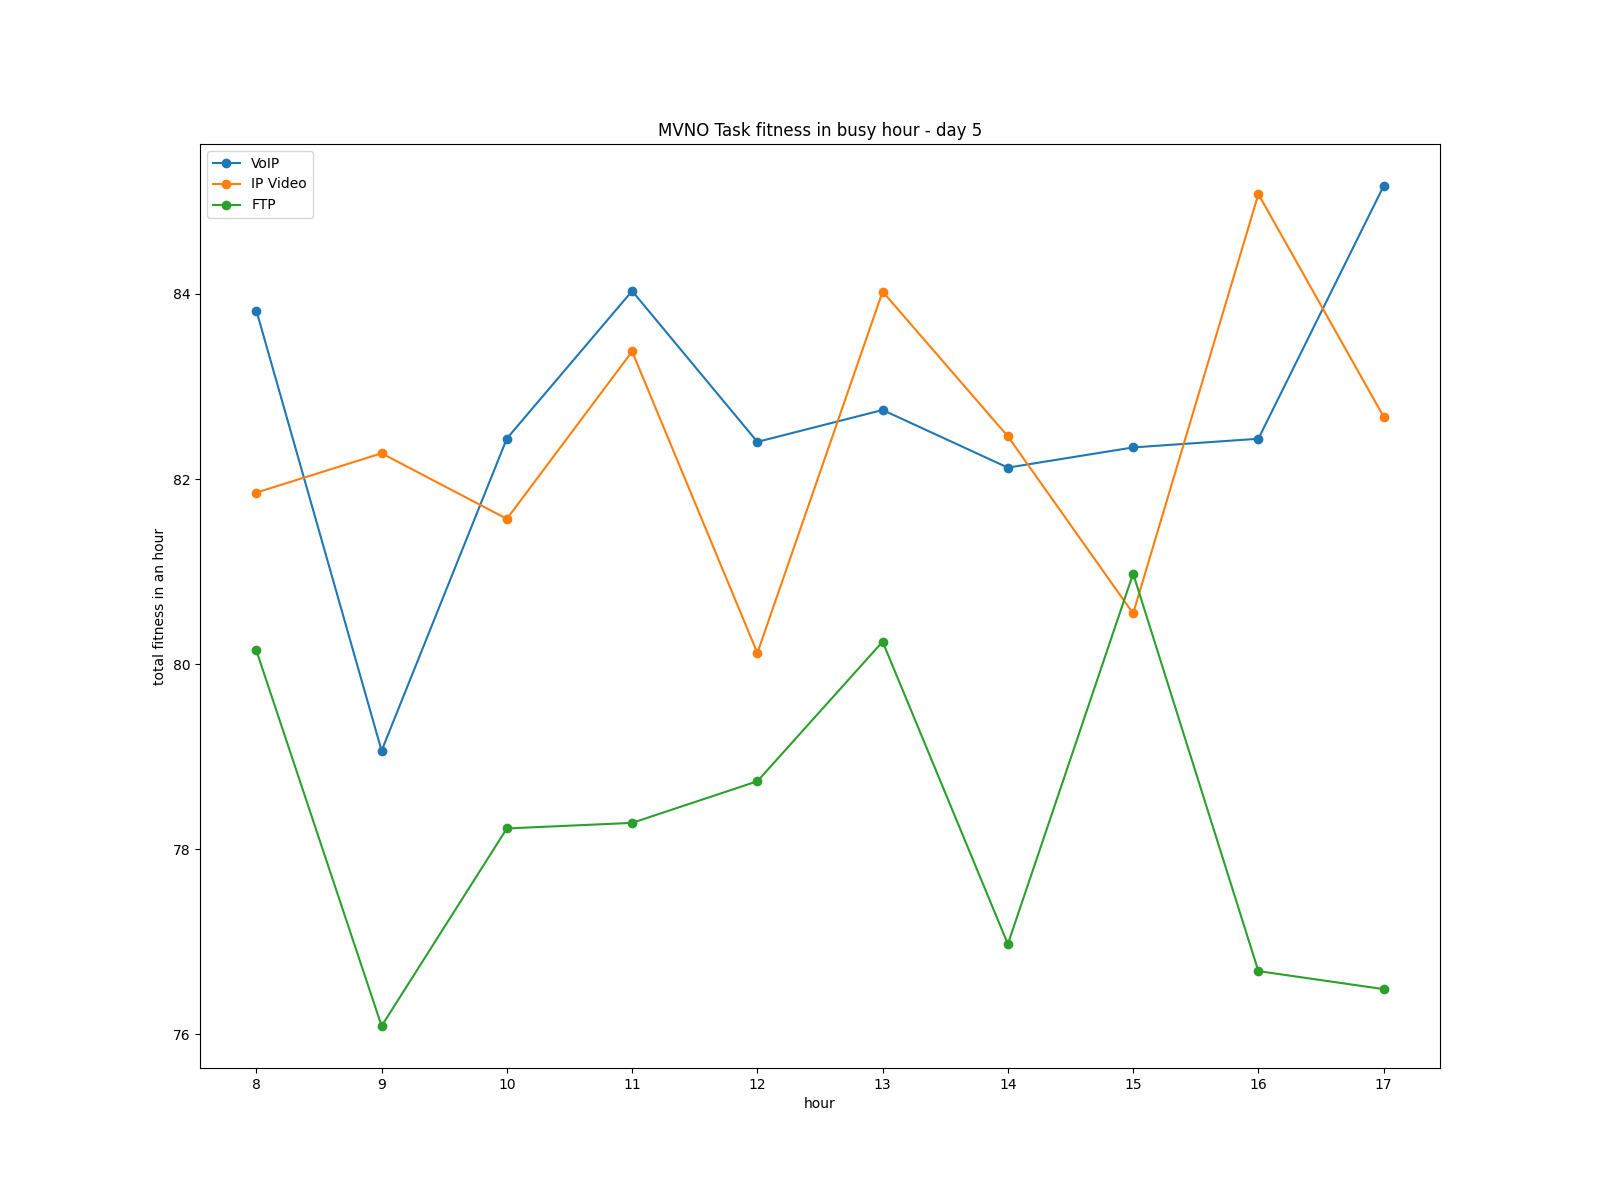 MVNO Task fitness in busy hour - day 5
VoIP
IP Video
FTP
total fitness in an hour
84
82
80
78
76
8 9 10 11 12 13 14 15 16 17
hour